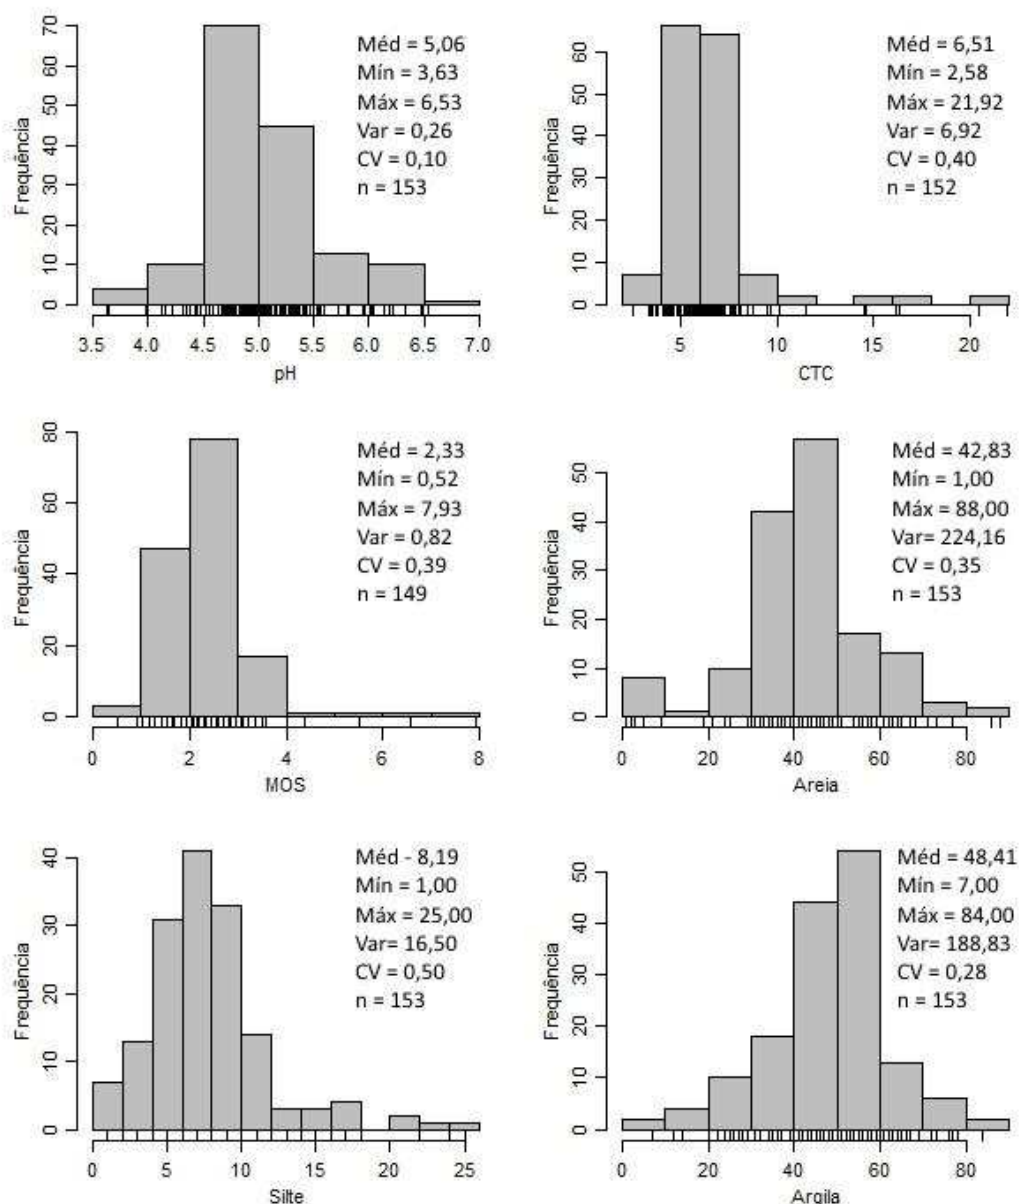 Frequência
0
10
20
30
40
50
60
70
3.5
4.0
4.5
5.0
5.5
6.0
6.5
7.0
pH
Méd = 5,06
Mín = 3,63
Máx = 6,53
Var = 0,26
CV = 0,10
n = 153
Frequência
0
10
20
30
40
50
60
5
10
15
20
CTC
Méd = 6,51
Mín = 2,58
Máx = 21,92
Var = 6,92
CV = 0,40
n = 152
Frequência
0
20
40
60
80
0
2
4
6
8
MOS
Méd = 2,33
Mín = 0,52
Máx = 7,93
Var = 0,82
CV = 0,39
n = 149
Frequência
0
10
20
30
40
50
0
20
40
60
80
Areia
Méd = 42,83
Mín = 1,00
Máx = 88,00
Var= 224,16
CV = 0,35
n = 153
Frequência
0
10
20
30
40
0
5
10
15
20
25
Silte
Méd - 8,19
Mín = 1,00
Máx = 25,00
Var= 16,50
CV = 0,50
n = 153
Frequência
0
10
20
30
40
50
0
20
40
60
80
Argila
Méd = 48,41
Mín = 7,00
Máx = 84,00
Var= 188,83
CV = 0,28
n = 153